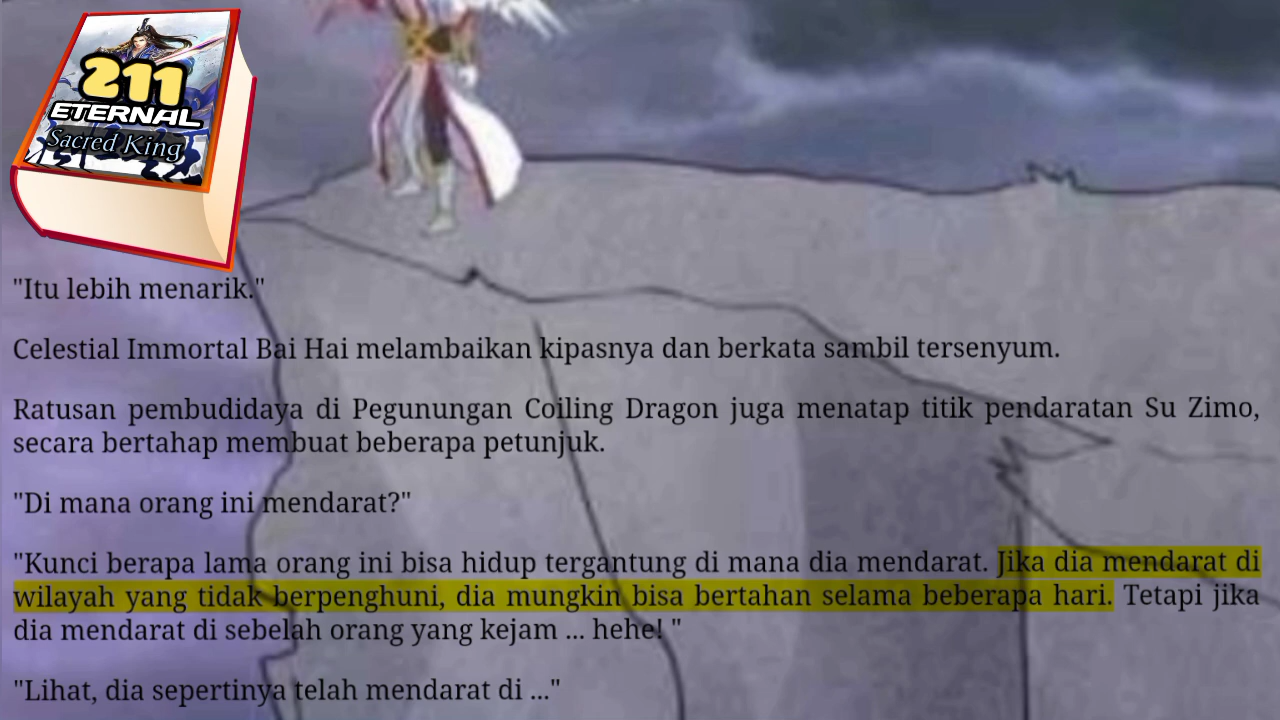 211
ETERNAL
Sacred King
"Itu lebih menarik."
Celestial Immortal Bai Hai melambaikan kipasnya dan berkata sambil tersenyum.
Ratusan pembudidaya di Pegunungan Coiling Dragon juga menatap titik pendaratan Su Zimo,
secara bertahap membuat beberapa petunjuk.
"Di mana orang ini mendarat?"
"Kunci berapa lama orang ini bisa hidup tergantung di mana dia mendarat. Jika dia mendarat di
wilayah yang tidak berpenghuni, dia mungkin bisa bertahan selama beberapa hari. Tetapi jika
dia mendarat di sebelah orang yang kejam ... hehe! "
"Lihat, dia sepertinya telah mendarat di ..."